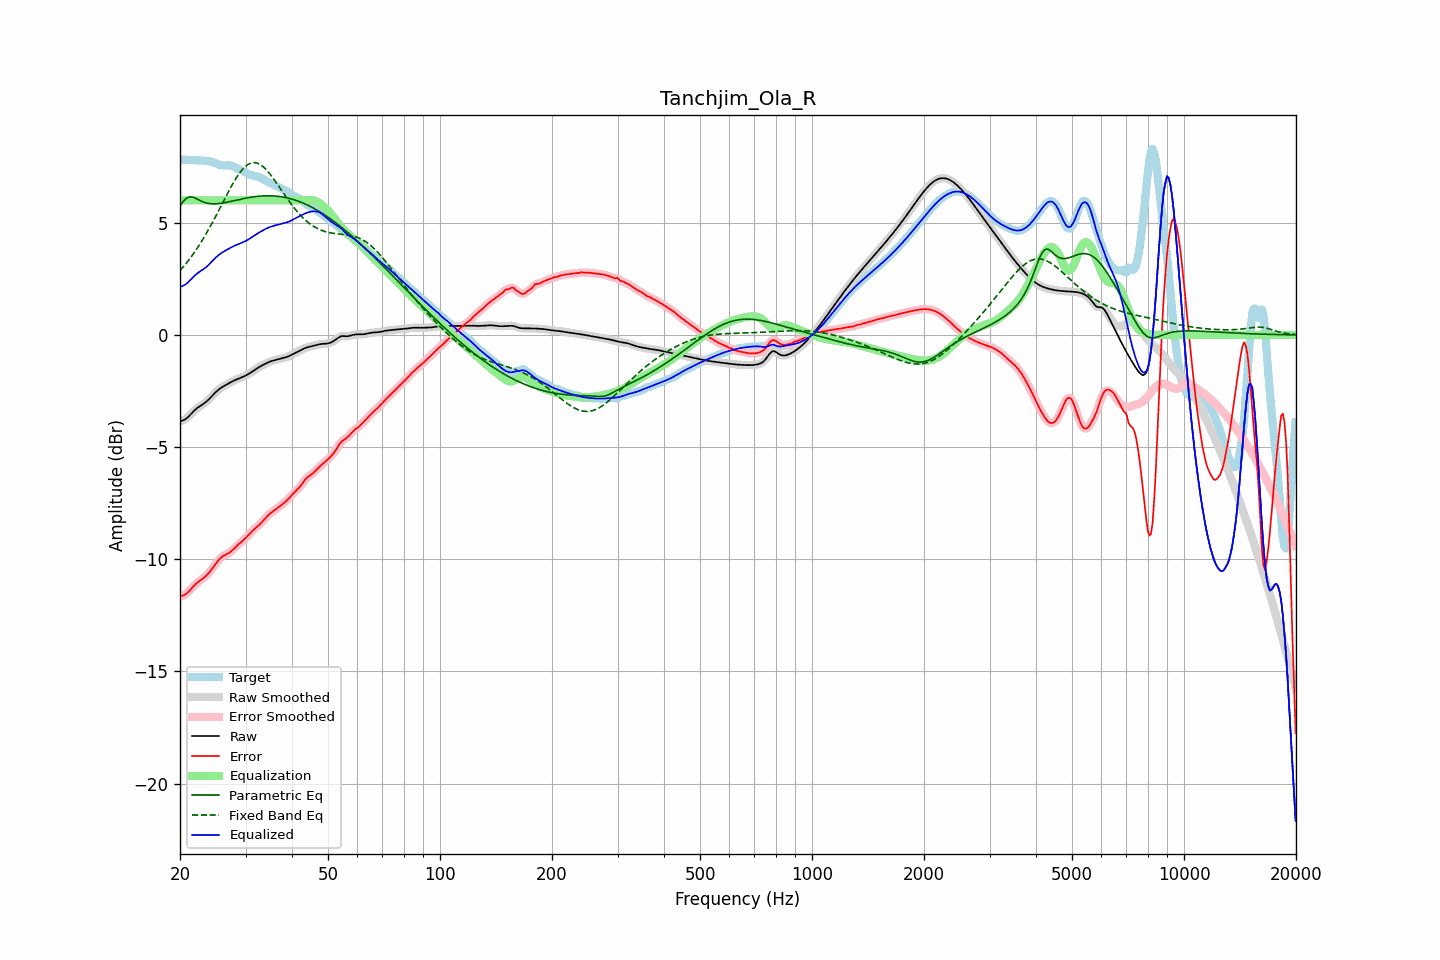 Tanchjim_Ola_R
Amplitude (dBr)
5
0
−5
−10
−15
−20
Target
Raw Smoothed
Error Smoothed
Raw
Error
Equalization
Parametric Eq
Fixed Band Eq
Equalized
20 50 100 200 500 1000 2000 5000 10000 20000
Frequency (Hz)